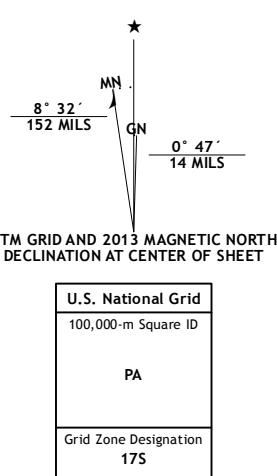 ★
MN
8° 32´
152 MILS
GN
0° 47´
14 MILS
TM GRID AND 2013 MAGNETIC NORTH
DECLINATION AT CENTER OF SHEET
U.S. National Grid
100,000-m Square ID
PA
Grid Zone Designation
17S